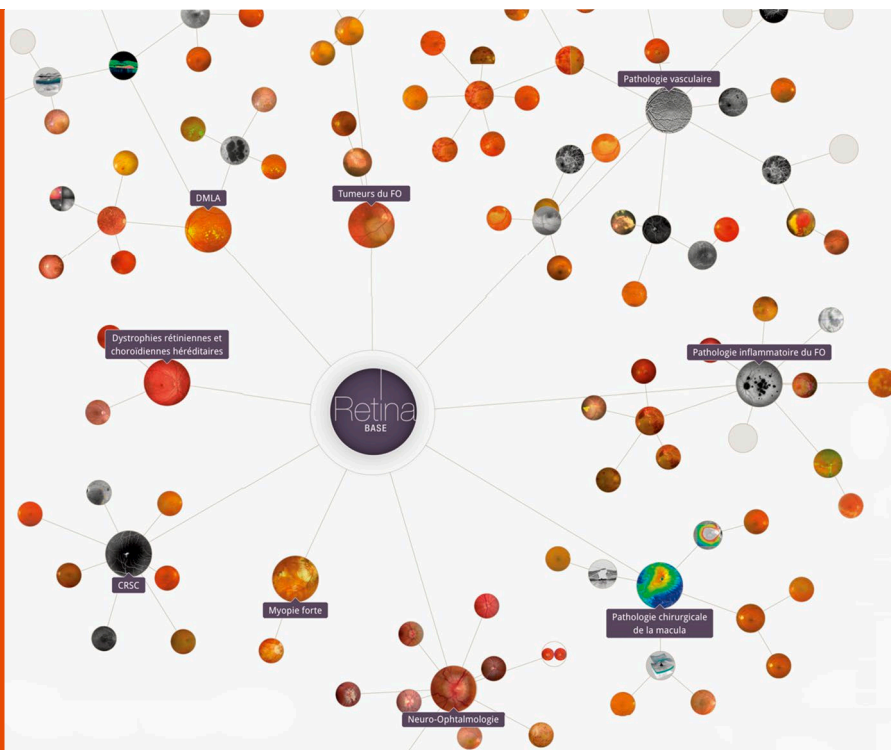 Pathologie vasculaire
DMLA
Tumeurs du FO
Dystrophies rétiniennes et
choroïdiennes héréditaires
Pathologie inflammatoire du FO
Retina
BASE
CRSC
Myopie forte
Pathologie chirurgicale
de la macula
Neuro-Ophtalmologie